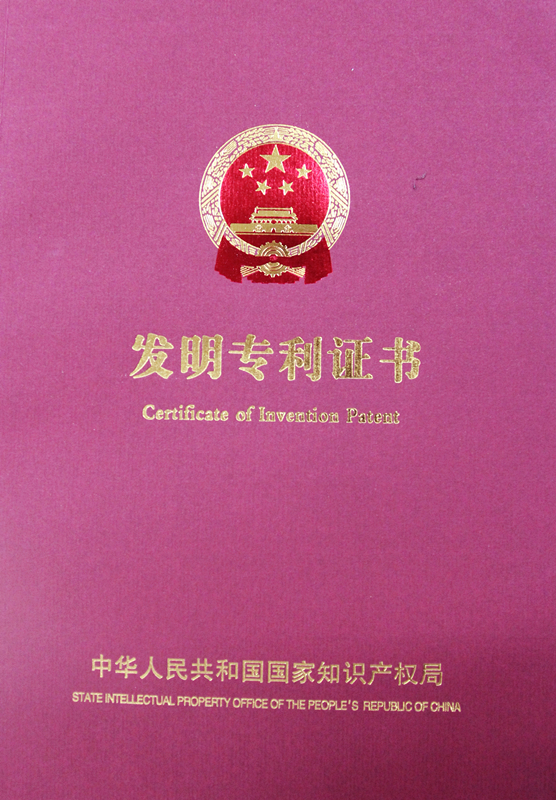 发明专利证书
Certificate of Invention Patent
中华人民共和国国家知识产权局
STATE INTELLECTUAL PROPERTY OFFICE OF THE PEOPLE'S REPUBLIC OF CHINA